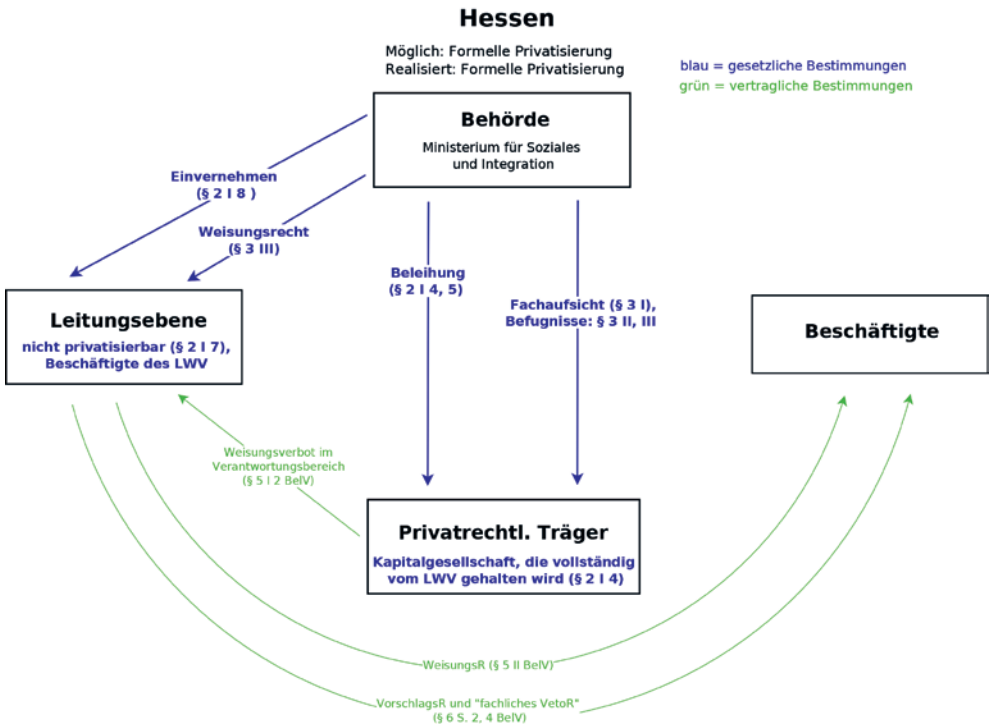 Hessen
Möglich: Formelle Privatisierung
Realisiert: Formelle Privatisierung
blau = gesetzliche Bestimmungen
grün = vertragliche Bestimmungen
Behörde
Ministerium für Soziales
und Integration
Einvernehmen
(§ 2 I 8 )
Weisungsrecht
(§ 3 III)
Beleihung
(§ 2 I 4, 5)
Fachaufsicht (§ 3 I),
Befugnisse: § 3 II, III
Leitungsebene
nicht privatisierbar (§ 2 I 7),
Beschäftigte des LWV
Beschäftigte
Weisungsverbot im
Verantwortungsbereich
(§ 5 I 2 BelV)
Privatrechtl. Träger
Kapitalgesellschaft, die vollständig
vom LWV gehalten wird (§ 2 I 4)
WeisungsR (§ 5 II BelV)
VorschlagsR und "fachliches VetoR"
(§ 6 S. 2, 4 BelV)